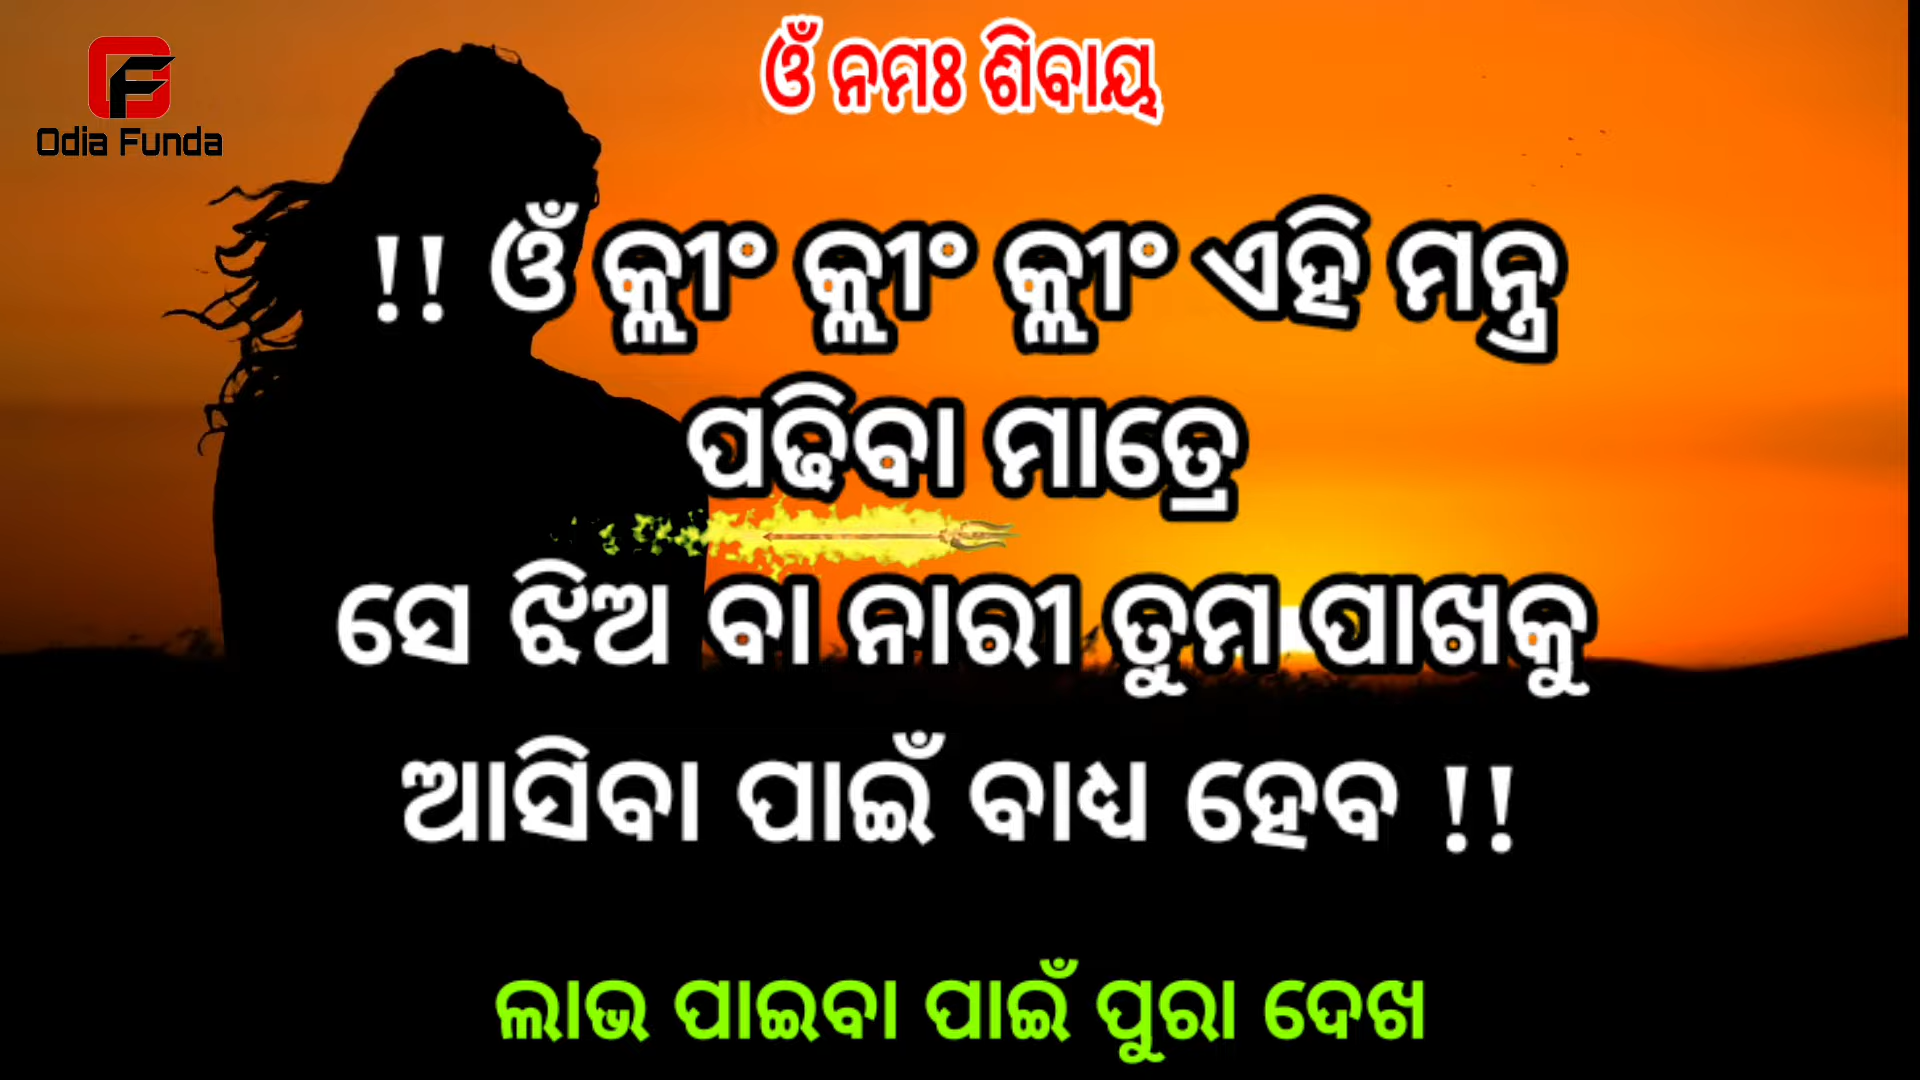 ଓଁ ନମଃ ଶିବାୟ
Odia Funda
!! ଓଁ କ୍ଲୀଂ କ୍ଲୀଂ କ୍ଲୀଂ ଏହି ମନ୍ତ୍ର
ପଢିବା ମାତ୍ରେ
ସେ ଝିଅ ବା ନାରୀ ତୁମ ପାଖକୁ
ଆସିବା ପାଇଁ ବାଧ୍ୟ ହେବ !!
ଲାଭ ପାଇବା ପାଇଁ ପୁରା ଦେଖ